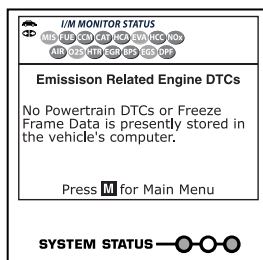 I/M MONITOR STATUS
MIS FUE CCM CAT HCA EVA HCC NOx
AIR O2S HTR EGR BPS EGS DPF
Emissison Related Engine DTCs
No Powertrain DTCs or Freeze
Frame Data is presently stored in
the vehicle's computer.
Press M for Main Menu
SYSTEM STATUS